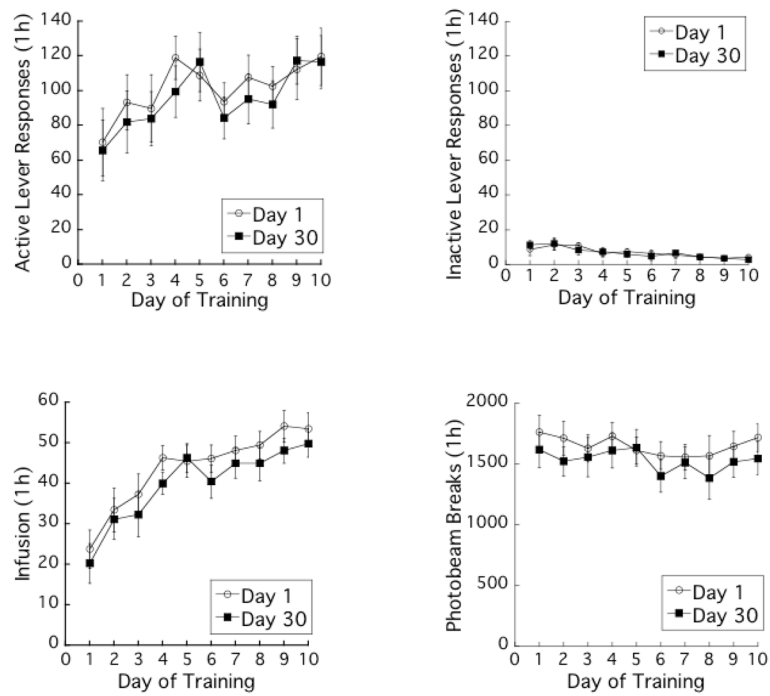 Active Lever Responses (1h)
140
120
100
80
60
40
20
0
0 1 2 3 4 5 6 7 8 9 10
Day of Training
Day 1
Day 30
Inactive Lever Responses (1h)
140
120
100
80
60
40
20
0
0 1 2 3 4 5 6 7 8 9 10
Day of Training
Day 1
Day 30
Infusion (1h)
60
50
40
30
20
10
0
0 1 2 3 4 5 6 7 8 9 10
Day of Training
Day 1
Day 30
Photobeam Breaks (1h)
2000
1500
1000
500
0
0 1 2 3 4 5 6 7 8 9 10
Day of Training
Day 1
Day 30